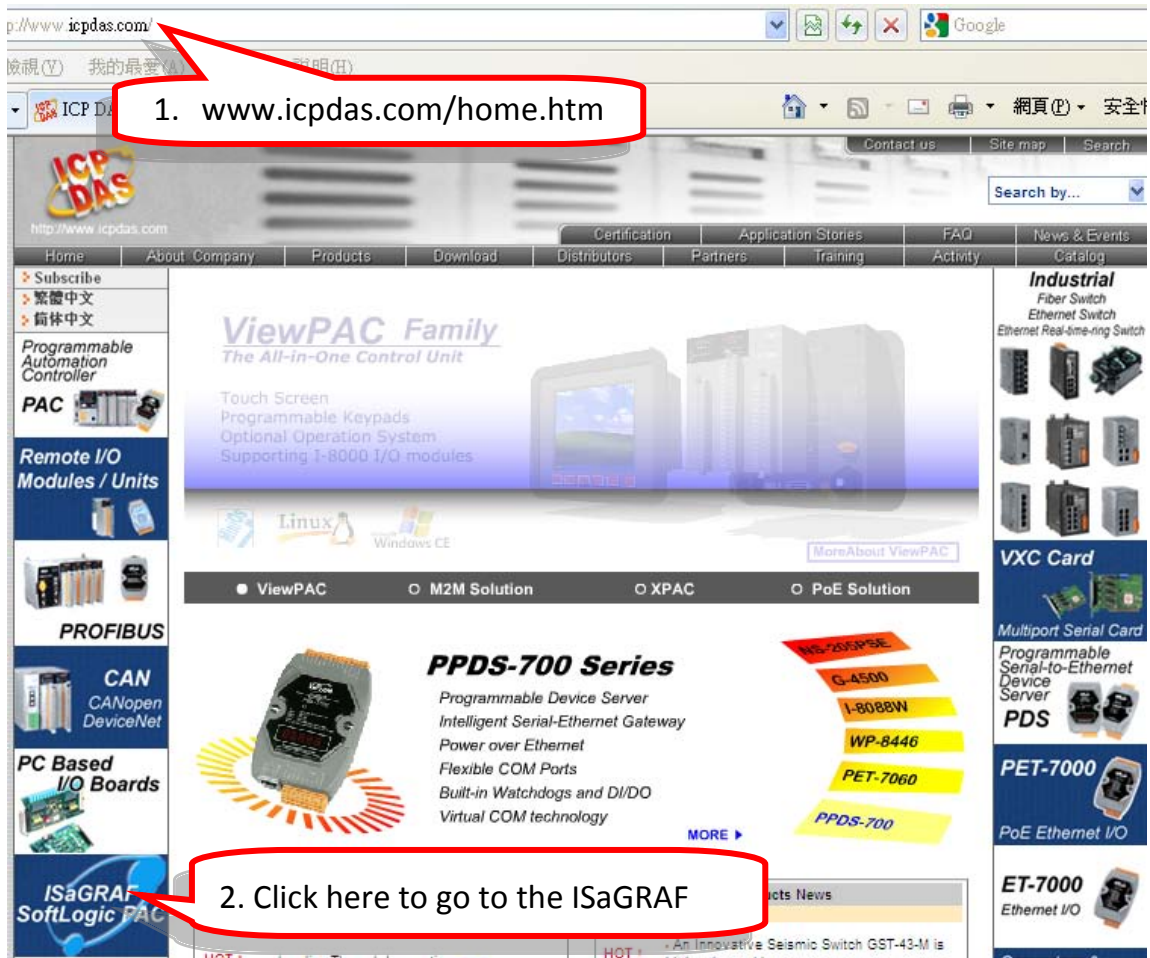 p://www.icpdas.com/
Google
檢視(V) 我的最愛(A) 說明(H)
1. www.icpdas.com/home.htm
ICP DA
網頁(P) 安全性
ICP DAS
http://www.icpdas.com
Contact us Site map Search
Search by...
Certification Application Stories FAQ News & Events
Home About Company Products Download Distributors Partners Training Activity Catalog
Subscribe
繁體中文
简体中文
Programmable
Automation
Controller
PAC
Remote I/O
Modules / Units
PROFIBUS
CAN
CANopen
DeviceNet
PC Based
I/O Boards
ISaGRAF
SoftLogic PAC
ViewPAC Family
The All-in-One Control Unit
Touch Screen
Programmable Keypads
Optional Operation System
Supporting I-8000 I/O modules
Linux
Windows CE
MoreAbout ViewPAC
ViewPAC M2M Solution XPAC PoE Solution
PPDS-700 Series
Programmable Device Server
Intelligent Serial-Ethernet Gateway
Power over Ethernet
Flexible COM Ports
Built-in Watchdogs and DI/DO
Virtual COM technology
MORE
NS-205PSE
G-4500
I-8088W
WP-8446
PET-7060
PPDS-700
2. Click here to go to the ISaGRAF
ucts News
HOT !
- An Innovative Seismic Switch GST-43-M is
HOT !
Industrial
Fiber Switch
Ethernet Switch
Ethernet Real-time-ring Switch
VXC Card
Multiport Serial Card
Programmable
Serial-to-Ethernet
Device
Server
PDS
PET-7000
PoE Ethernet I/O
ET-7000
Ethernet I/O